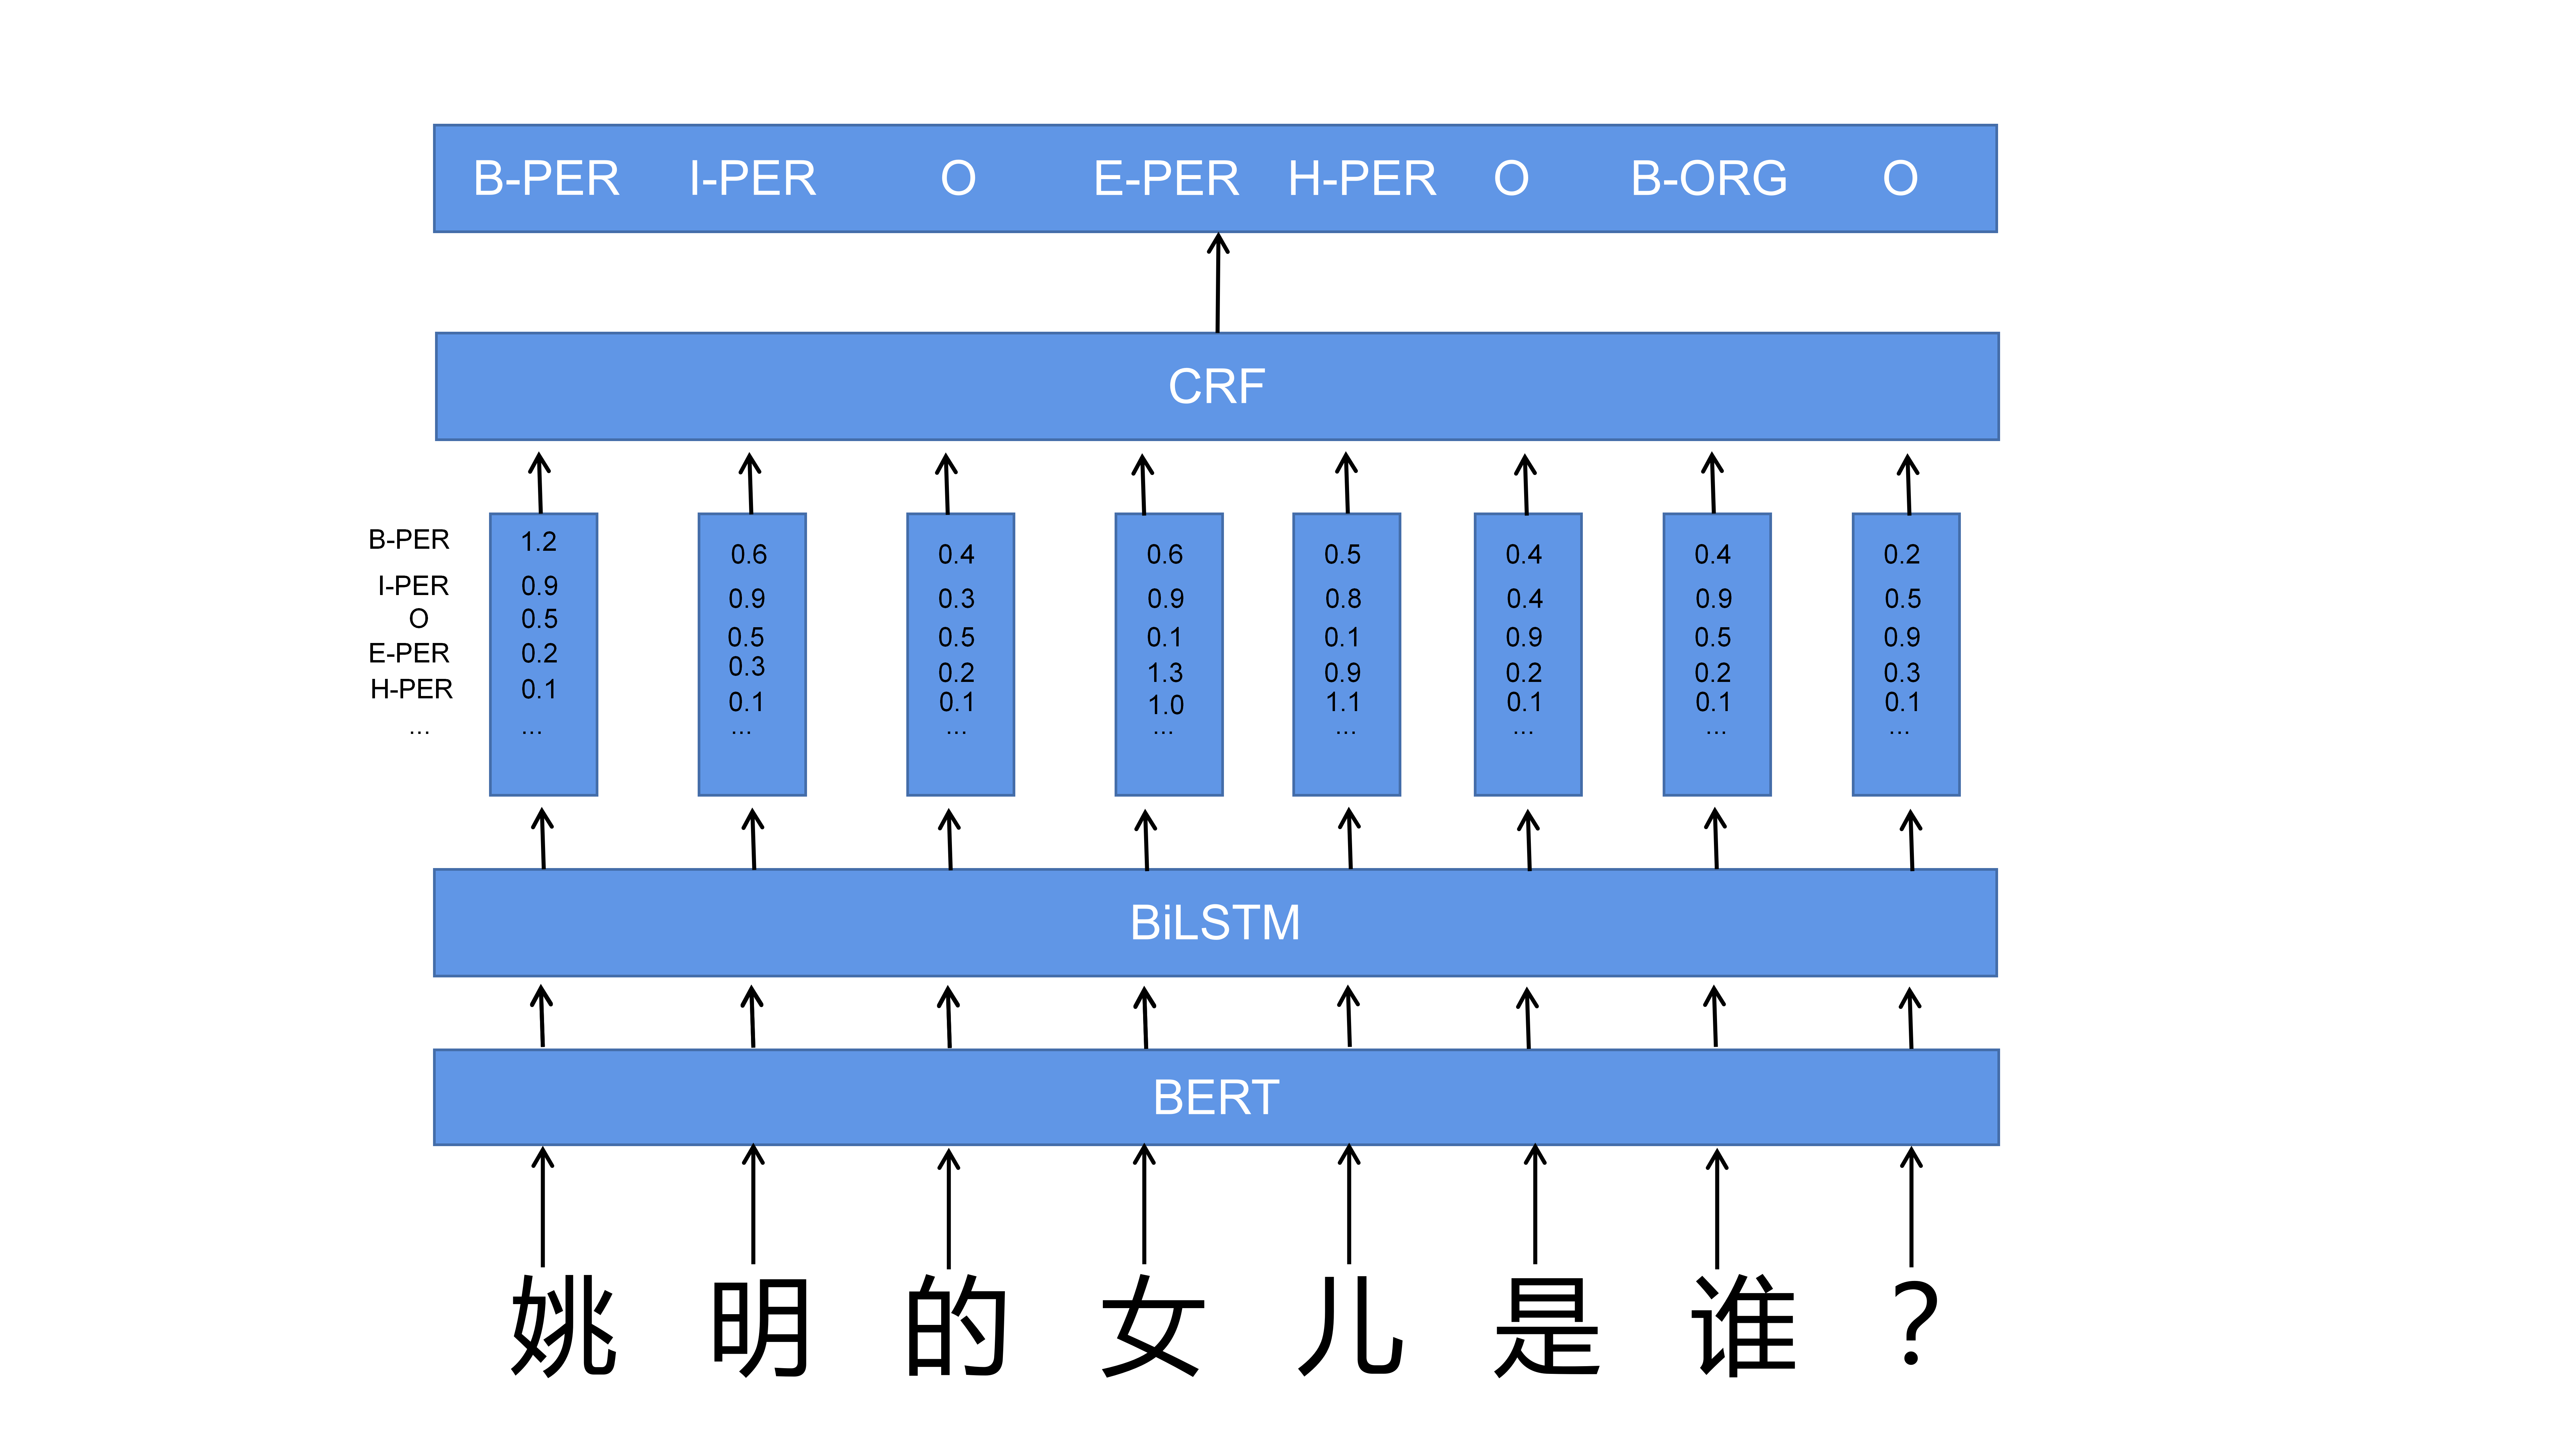 B-PER I-PER O E-PER H-PER O B-ORG O
CRF
B-PER 1.2 0.6 0.4 0.6 0.5 0.4 0.4 0.2
I-PER 0.9 0.9 0.3 0.9 0.8 0.4 0.9 0.5
O 0.5 0.5 0.5 0.1 0.1 0.9 0.5 0.9
E-PER 0.2 0.3 0.2 1.3 0.9 0.2 0.2 0.3
H-PER 0.1 0.1 0.1 1.0 1.1 0.1 0.1 0.1
... ... ... ... ... ... ... ... ...
BiLSTM
BERT
姚 明 的 女 儿 是 谁 ？